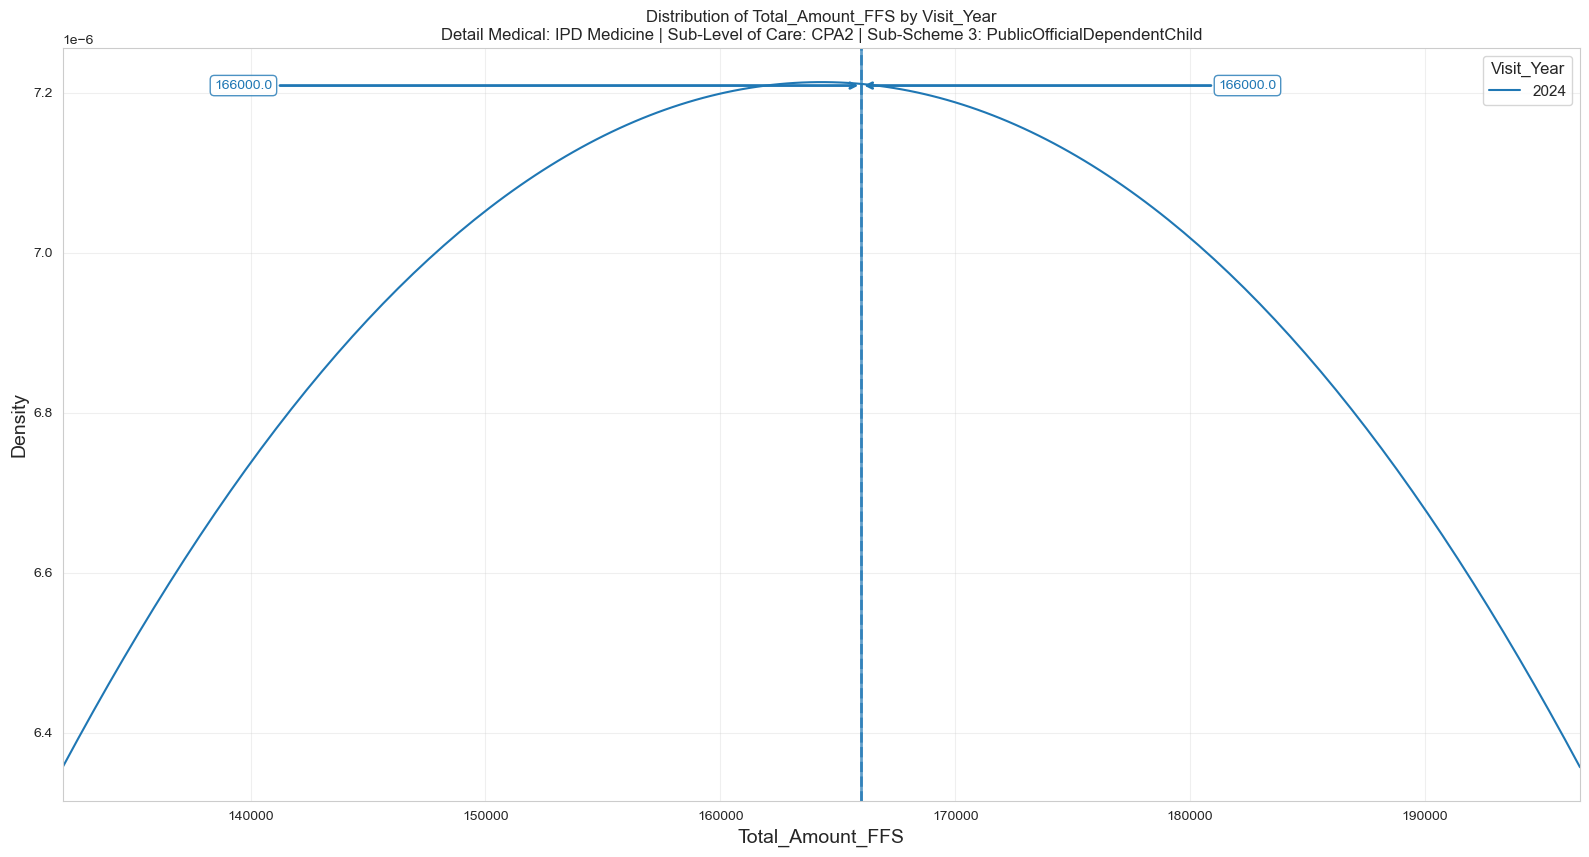 Distribution of Total_Amount_FFS by Visit_Year
Detail Medical: IPD Medicine | Sub-Level of Care: CPA2 | Sub-Scheme 3: PublicOfficialDependentChild
1e−6
7.2
7.0
6.8
6.6
6.4
Density
166000.0
166000.0
Visit_Year
2024
140000
150000
160000
170000
180000
190000
Total_Amount_FFS